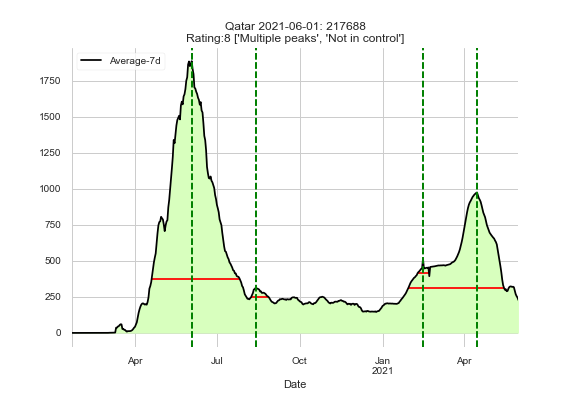 Qatar 2021-06-01: 217688
Rating:8 ['Multiple peaks', 'Not in control']
Average-7d
1750
1500
1250
1000
750
500
250
0
Apr Jul Oct Jan Apr
2021
Date